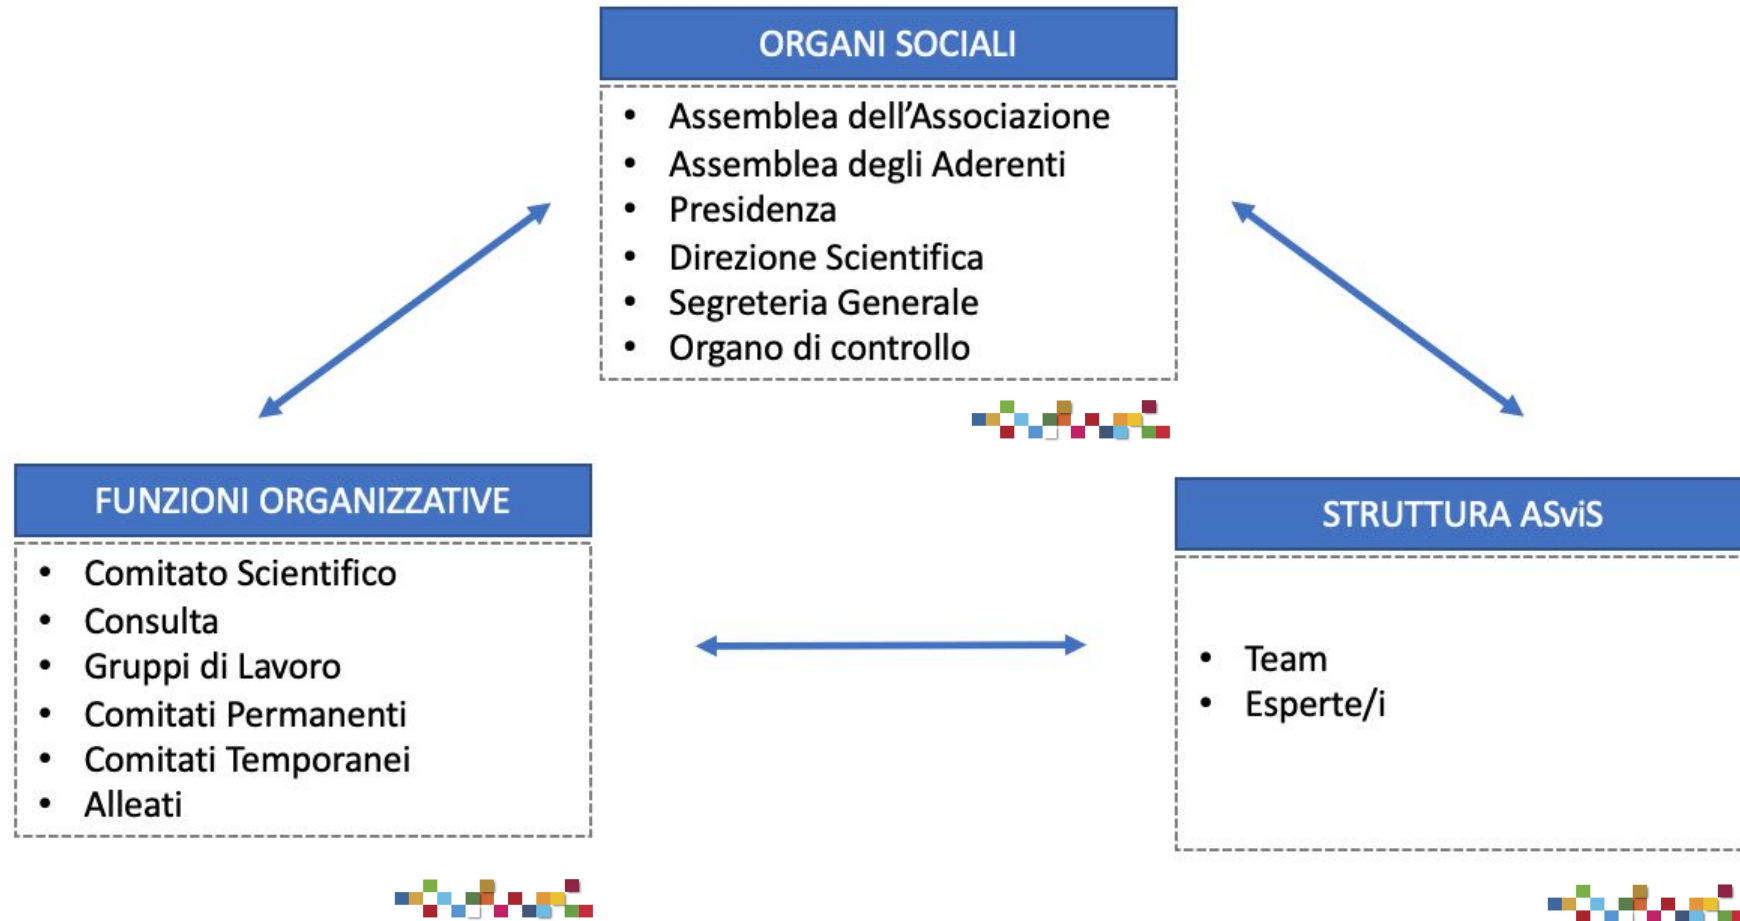 ORGANI SOCIALI
• Assemblea dell’Associazione
• Assemblea degli Aderenti
• Presidenza
• Direzione Scientifica
• Segreteria Generale
• Organo di controllo
FUNZIONI ORGANIZZATIVE
• Comitato Scientifico
• Consulta
• Gruppi di Lavoro
• Comitati Permanenti
• Comitati Temporanei
• Alleati
STRUTTURA ASviS
• Team
• Esperte/i